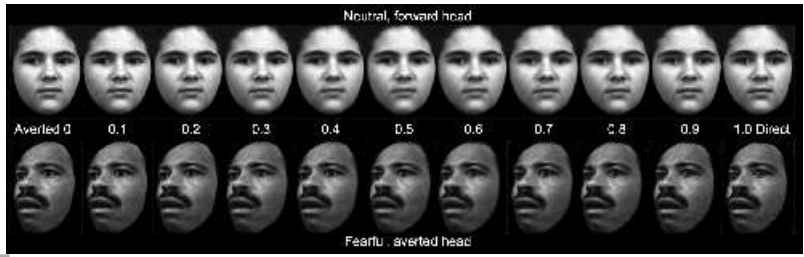 Neutral, forward head
Averted 0 0.1 0.2 0.3 0.4 0.5 0.6 0.7 0.8 0.9 1.0 Direct
Fearful, averted head